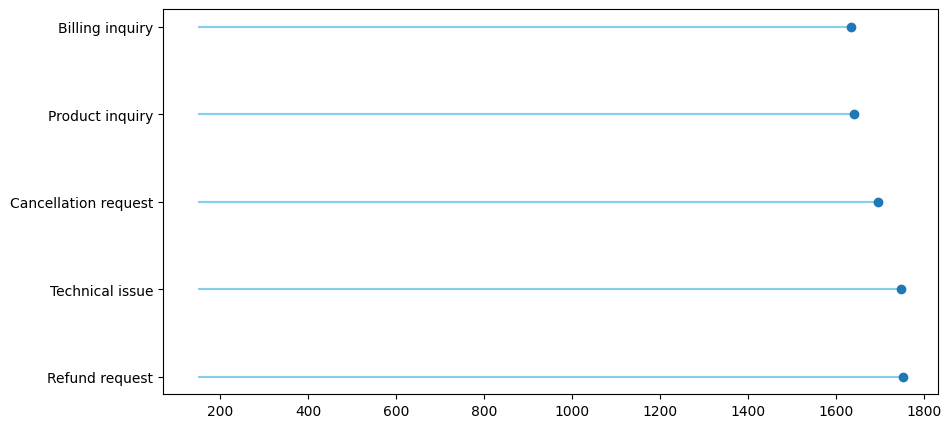 Billing inquiry
Product inquiry
Cancellation request
Technical issue
Refund request
200 400 600 800 1000 1200 1400 1600 1800